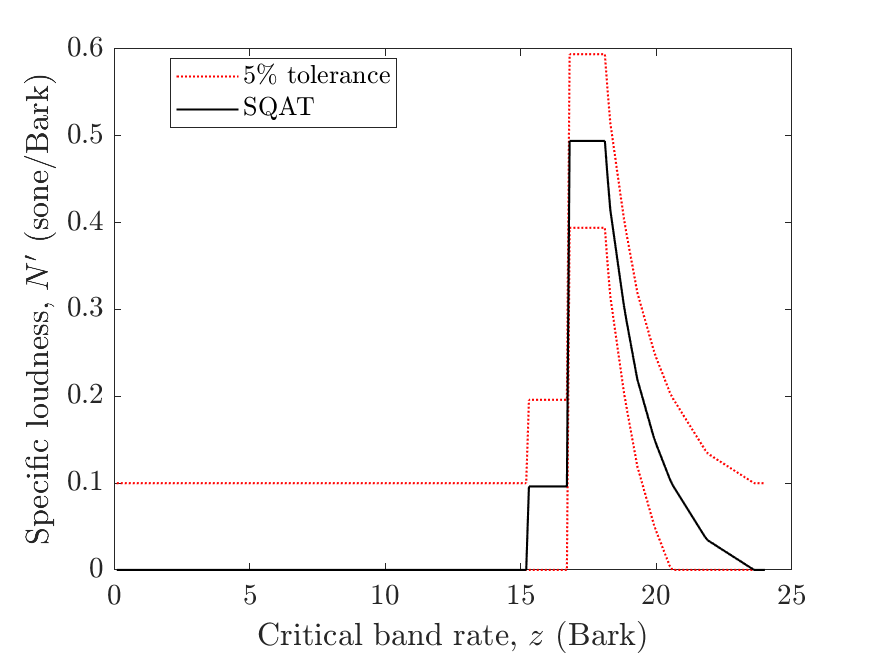 5% tolerance
SQAT
Specific loudness, N′ (sone/Bark)
0.6
0.5
0.4
0.3
0.2
0.1
0
0 5 10 15 20 25
Critical band rate, z (Bark)